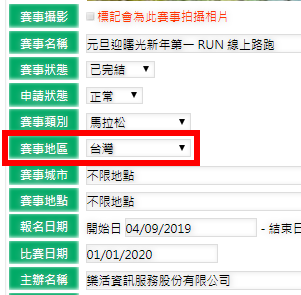 賽事攝影 標記會為此賽事拍攝相片
賽事名稱 元旦迎曙光新年第一 RUN 線上路跑
賽事狀態 已完結
申請狀態 正常
賽事類別 馬拉松
賽事地區 台灣
賽事城市 不限地點
賽事地點 不限地點
報名日期 開始日 04/09/2019 - 結束日
比賽日期 01/01/2020
主辦名稱 樂活資訊服務股份有限公司